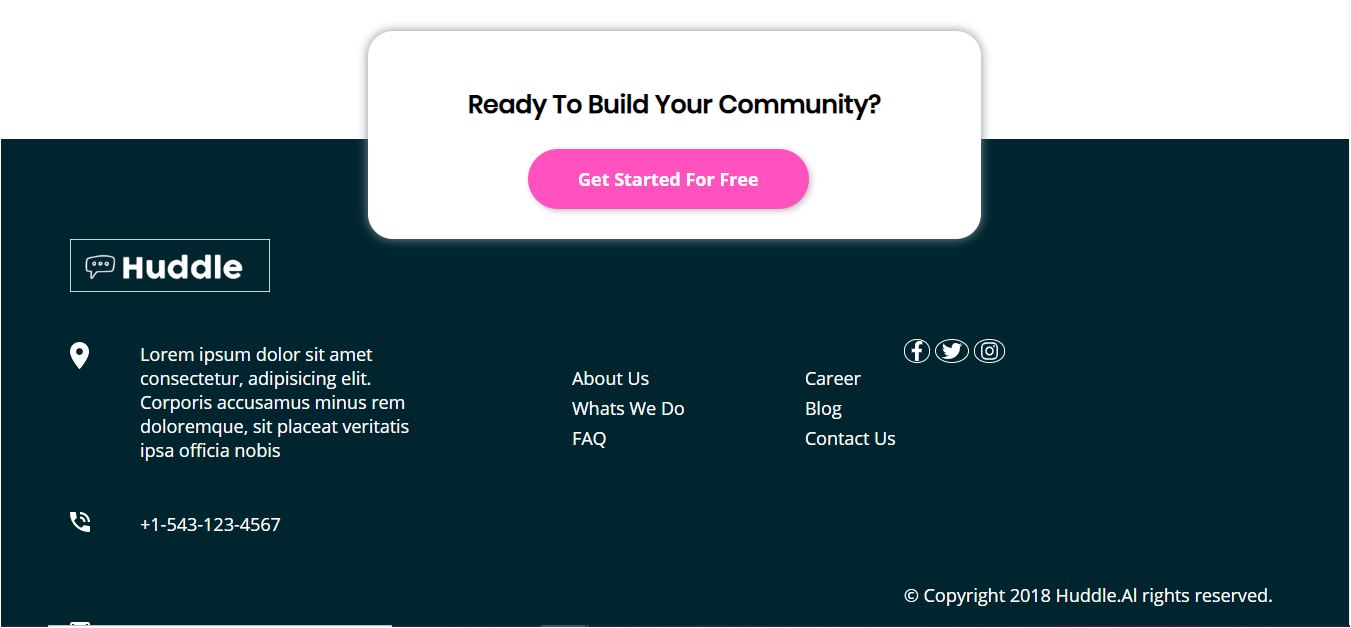 Ready To Build Your Community?
Get Started For Free
Huddle
Lorem ipsum dolor sit amet
consectetur, adipisicing elit.
Corporis accusamus minus rem
doloremque, sit placeat veritatis
ipsa officia nobis
+1-543-123-4567
About Us
Whats We Do
FAQ
Career
Blog
Contact Us
© Copyright 2018 Huddle.Al rights reserved.